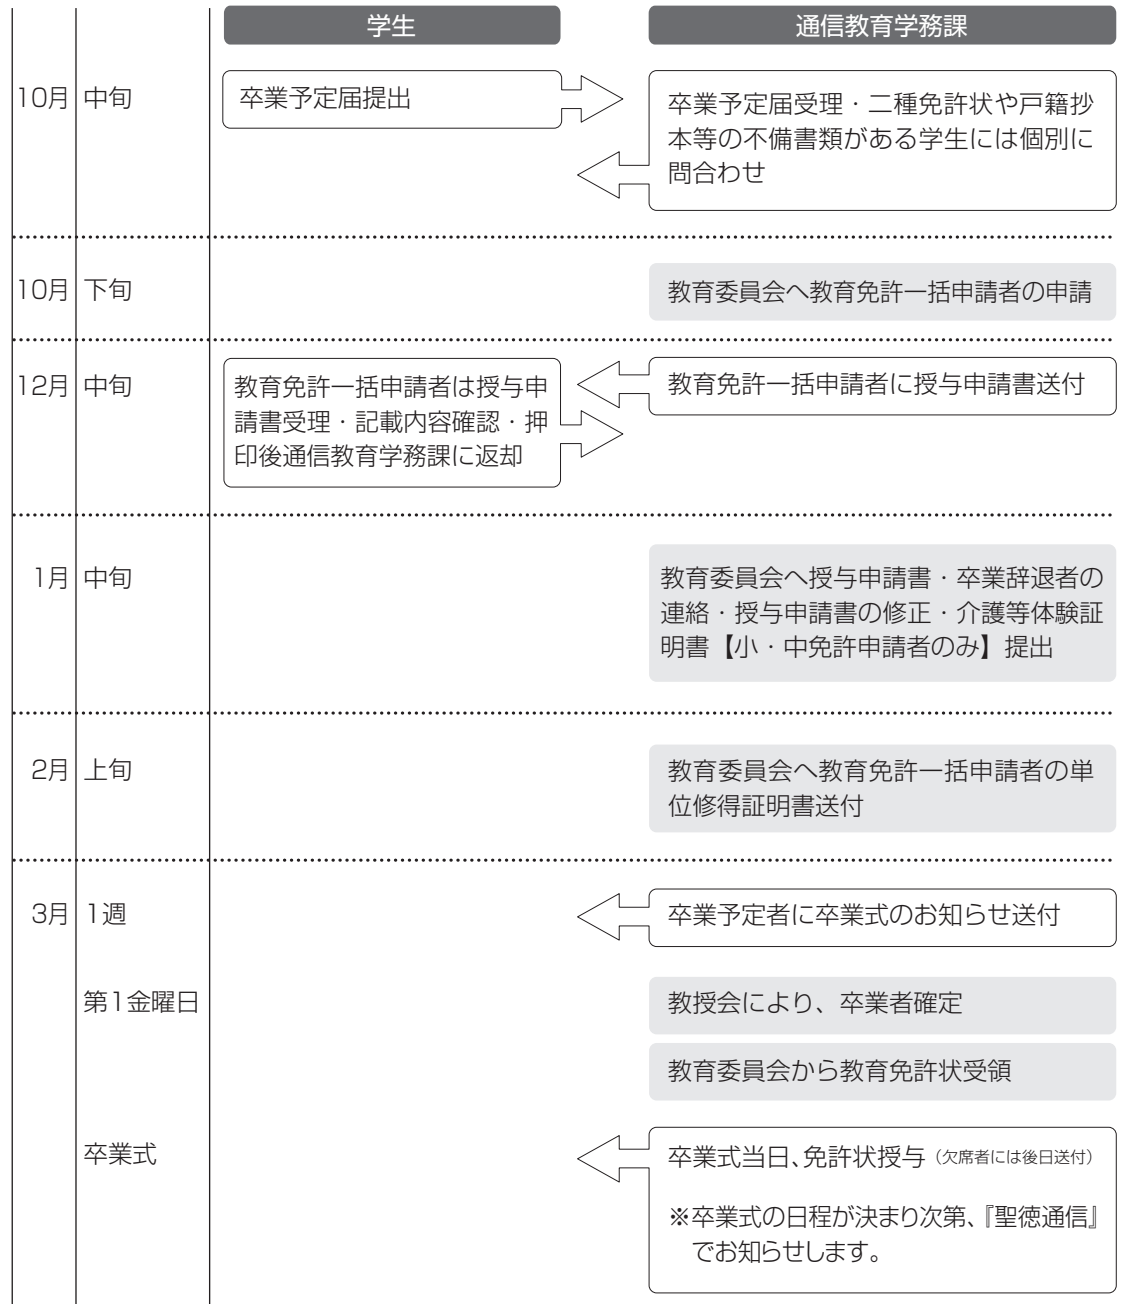 学生
通信教育学務課
10月 中旬
卒業予定届提出
卒業予定届受理・二種免許状や戸籍抄
本等の不備書類がある学生には個別に
問合わせ
10月 下旬
教育委員会へ教育免許一括申請者の申請
12月 中旬
教育免許一括申請者は授与申
請書受理・記載内容確認・押
印後通信教育学務課に返却
教育免許一括申請者に授与申請書送付
1月 中旬
教育委員会へ授与申請書・卒業辞退者の
連絡・授与申請書の修正・介護等体験証
明書【小・中免許申請者のみ】提出
2月 上旬
教育委員会へ教育免許一括申請者の単
位修得証明書送付
3月 1週
卒業予定者に卒業式のお知らせ送付
第1金曜日
教授会により、卒業者確定
教育委員会から教育免許状受領
卒業式
卒業式当日、免許状授与（欠席者には後日送付）
※卒業式の日程が決まり次第、『聖徳通信』
でお知らせします。